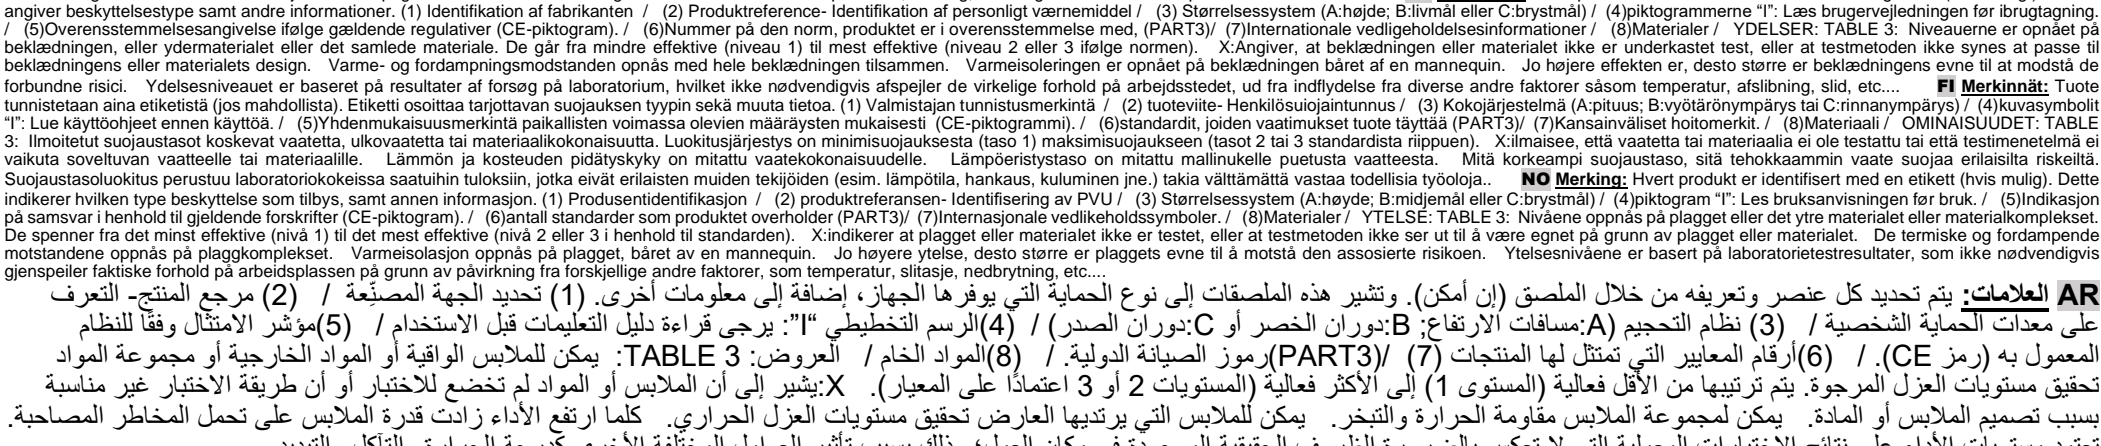 angiver beskyttelsestype samt andre informationer. (1) Identifikation af fabrikanten / (2) Produktreference- Identifikation af personligt værnemiddel / (3) Størrelsessystem (A:højde; B:livmål eller C:brystmål) / (4)piktogrammerne “I”: Læs brugervejledningen før ibrugtagning.
/ (5)Overensstemmelsesangivelse ifølge gældende regulativer (CE-piktogram). / (6)Nummer på den norm, produktet er i overensstemmelse med, (PART3)/ (7)Internationale vedligeholdelsesinformationer / (8)Materialer / YDELSER: TABLE 3: Niveauerne er opnået på
beklædningen, eller ydermaterialet eller det samlede materiale. De går fra mindre effektive (niveau 1) til mest effektive (niveau 2 eller 3 ifølge normen). X:Angiver, at beklædningen eller materialet ikke er underkastet test, eller at testmetoden ikke synes at passe til
beklædningens eller materialets design. Varme- og fordampningsmodstanden opnås med hele beklædningen tilsammen. Varmeisoleringen er opnået på beklædningen båret af en mannequin. Jo højere effekten er, desto større er beklædningens evne til at modstå de
forbundne risici. Ydelsesniveauet er baseret på resultater af forsøg på laboratorium, hvilket ikke nødvendigvis afspejler de virkelige forhold på arbejdsstedet, ud fra indflydelse fra diverse andre faktorer såsom temperatur, afslibning, slid, etc.... FI Merkinnät: Tuote
tunnistetaan aina etiketistä (jos mahdollista). Etiketti osoittaa tarjottavan suojauksen tyypin sekä muuta tietoa. (1) Valmistajan tunnistusmerkintä / (2) tuoteviite- Henkilösuiojaintunnus / (3) Kokojärjestelmä (A:pituus; B:vyötärönympärys tai C:rinnanympärys) / (4)kuvasymbolit
“I”: Lue käyttöohjeet ennen käyttöä. / (5)Yhdenmukaisuusmerkintä paikallisten voimassa olevien määräysten mukaisesti (CE-piktogrammi). / (6)standardit, joiden vaatimukset tuote täyttää (PART3)/ (7)Kansainväliset hoitomerkit. / (8)Materiaali / OMINAISUUDET: TABLE
3: Ilmoitetut suojaustasot koskevat vaatetta, ulkovaatetta tai materiaalikokonaisuutta. Luokitusjärjestys on minimisuojauksesta (taso 1) maksimisuojaukseen (tasot 2 tai 3 standardista riippuen). X:ilmaisee, että vaatetta tai materiaalia ei ole testattu tai että testimenetelmä ei
vaikuta soveltuvan vaatteelle tai materiaalille. Lämmön ja kosteuden pidätyskyky on mitattu vaatekokonaisuudelle. Lämpöeristystaso on mitattu mallinukelle puetusta vaatteesta. Mitä korkeampi suojaustaso, sitä tehokkaammin vaate suojaa erilaisilta riskeiltä.
Suojaustasoluokitus perustuu laboratoriokokeissa saatuihin tuloksiin, jotka eivät erilaisten muiden tekijöiden (esim. lämpötila, hankaus, kuluminen jne.) takia välttämättä vastaa todellisia työoloja.. NO Merking: Hvert produkt er identifisert med en etikett (hvis mulig). Dette
indikerer hvilken type beskyttelse som tilbys, samt annen informasjon. (1) Produsentidentifikasjon / (2) produktreferansen- Identifisering av PVU / (3) Størrelsessystem (A:høyde; B:midjemål eller C:brystmål) / (4)piktogram “I”: Les bruksanvisningen før bruk. / (5)Indikasjon
på samsvar i henhold til gjeldende forskrifter (CE-piktogram). / (6)antall standarder som produktet overholder (PART3)/ (7)Internasjonale vedlikeholdssymboler. / (8)Materialer / YTELSE: TABLE 3: Nivåene oppnås på plagget eller det ytre materialet eller materialkomplekset.
De spenner fra det minst effektive (nivå 1) til det mest effektive (nivå 2 eller 3 i henhold til standarden). X:indikerer at plagget eller materialet ikke er testet, eller at testmetoden ikke ser ut til å være egnet på grunn av plagget eller materialet. De termiske og fordampende
motstandene oppnås på plaggkomplekset. Varmeisolasjon oppnås på plagget, båret av en mannequin. Jo høyere ytelse, desto større er plaggets evne til å motstå den assosierte risikoen. Ytelsesnivåene er basert på laboratorietestresultater, som ikke nødvendigvis
gjenspeiler faktiske forhold på arbeidsplassen på grunn av påvirkning fra forskjellige andre faktorer, som temperatur, slitasje, nedbrytning, etc....
AR العلامات: يتم تحديد كل عنصر وتعريفه من خلال الملصق (إن أمكن). وتشير هذه الملصقات إلى نوع الحماية التي يوفرها الجهاز، إضافة إلى معلومات أخرى. (1) تحديد الجهة المصنِّعة / (2) مرجع المنتج- التعرف
على معدات الحماية الشخصية / (3) نظام التحجيم (A:مسافات الارتفاع; B:دوران الخصر أو C:دوران الصدر) / (4)الرسم التخطيطي “I”: يرجى قراءة دليل التعليمات قبل الاستخدام / (5)مؤشر الامتثال وفقًا للنظام
المعمول به (رمز CE). / (6)أرقام المعايير التي تمتثل لها المنتجات (PART3)/ (7)رموز الصيانة الدولية. / (8)المواد الخام / العروض: TABLE 3: يمكن للملابس الواقية أو المواد الخارجية أو مجموعة المواد
تحقيق مستويات العزل المرجوة. يتم ترتيبها من الأقل فعالية (المستوى 1) إلى الأكثر فعالية (المستويات 2 أو 3 اعتمادًا على المعيار). X:يشير إلى أن الملابس أو المواد لم تخضع للاختبار أو أن طريقة الاختبار غير مناسبة
بسبب تصميم الملابس أو المادة. يمكن لمجموعة الملابس مقاومة الحرارة والتبخر. يمكن للملابس التي يرتديها العارض تحقيق مستويات العزل الحراري. كلما ارتفع الأداء زادت قدرة الملابس على تحمل المخاطر المصاحبة.